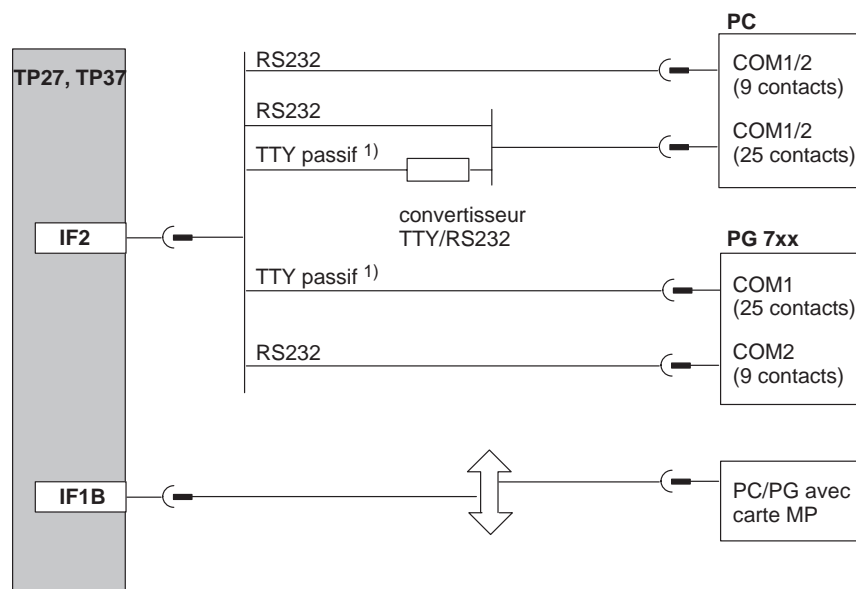 PC
TP27, TP37
RS232
COM1/2
(9 contacts)
RS232
COM1/2
(25 contacts)
TTY passif 1)
convertisseur
TTY/RS232
IF2
PG 7xx
TTY passif 1)
COM1
(25 contacts)
RS232
COM2
(9 contacts)
IF1B
PC/PG avec
carte MP